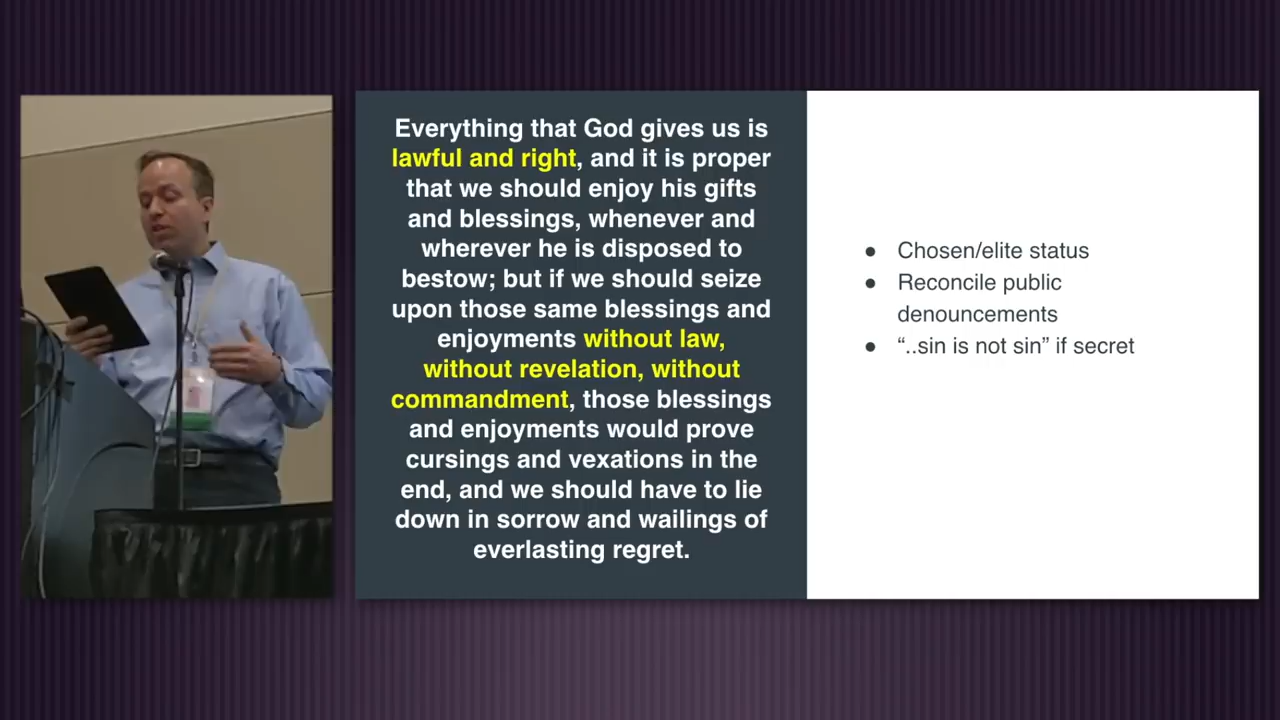 Everything that God gives us is
lawful and right, and it is proper
that we should enjoy his gifts
and blessings, whenever and
wherever he is disposed to
bestow; but if we should seize
upon those same blessings and
enjoyments without law,
without revelation, without
commandment, those blessings
and enjoyments would prove
cursings and vexations in the
end, and we should have to lie
down in sorrow and wailings of
everlasting regret.
● Chosen/elite status
● Reconcile public
denouncements
● “..sin is not sin” if secret